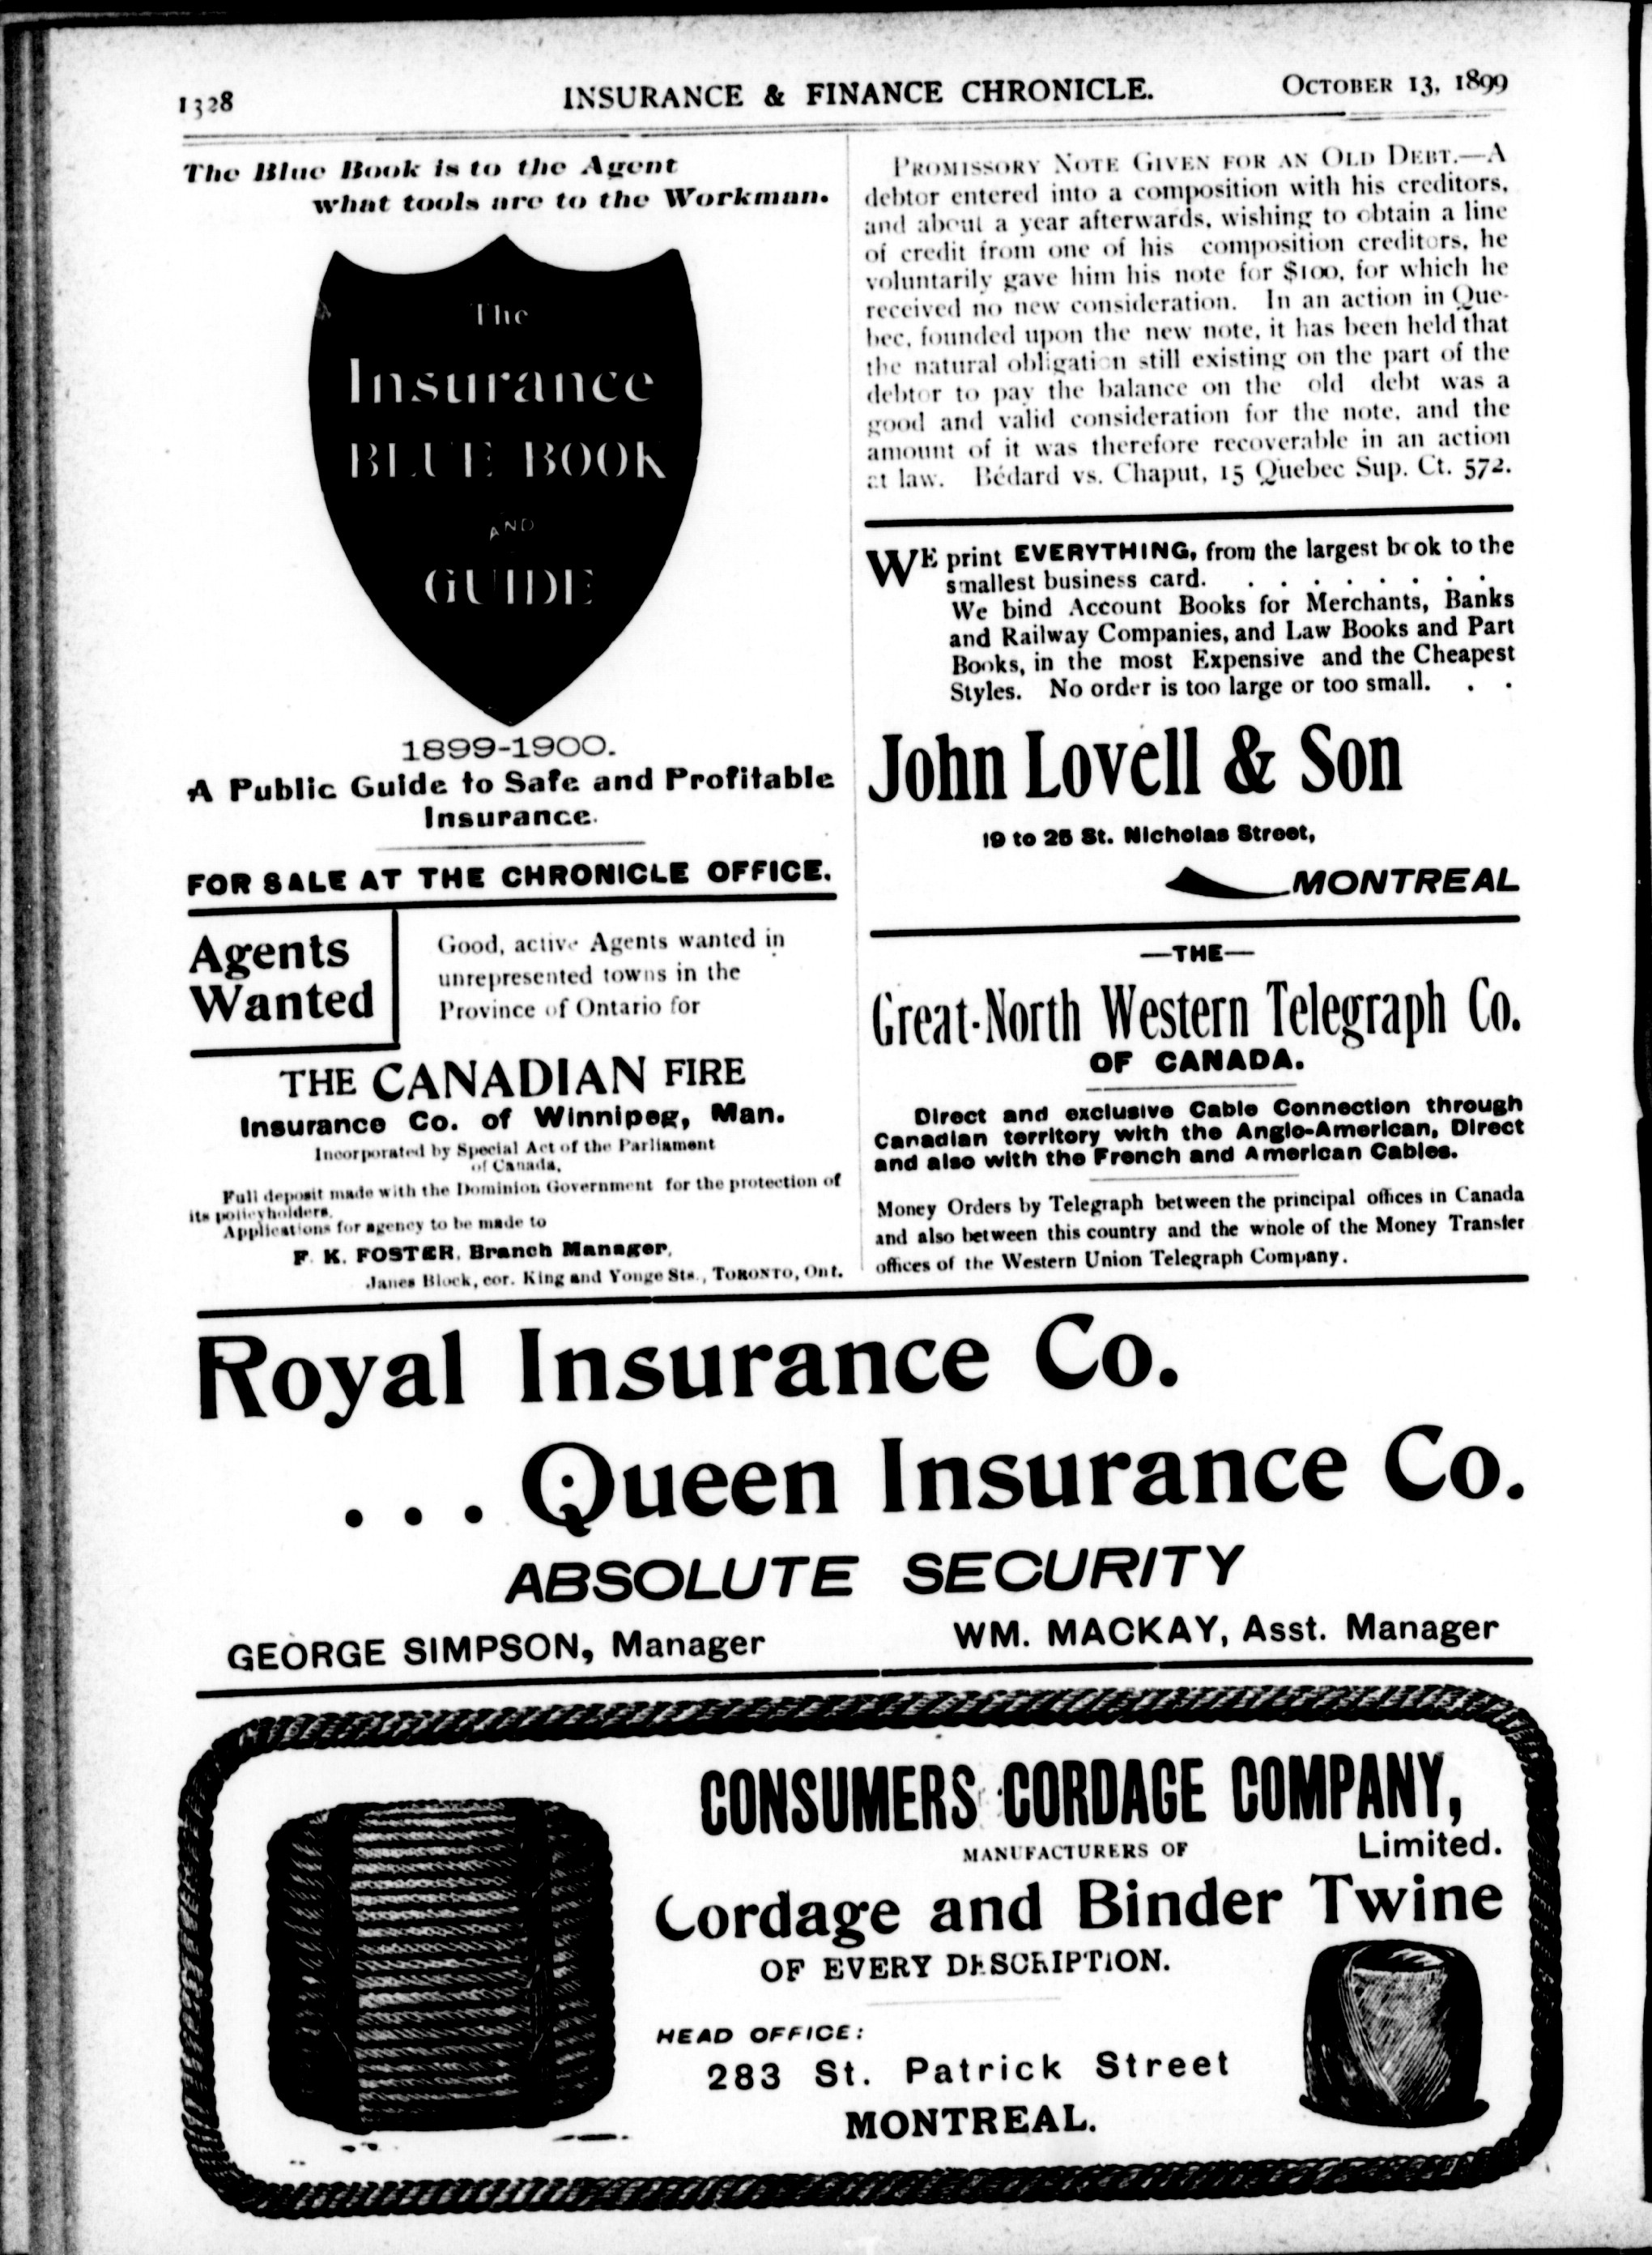 1328 INSURANCE & FINANCE CHRONICLE. OCTOBER 13, 1899
The Blue Book is to the Agent
what tools are to the Workman.
The
Insurance
BLUE BOOK
AND
GUIDE
1899-1900.
A Public Guide to Safe and Profitable
Insurance.
FOR SALE AT THE CHRONICLE OFFICE.
Agents
Wanted
Good, active Agents wanted in
unrepresented towns in the
Province of Ontario for
THE CANADIAN FIRE
Insurance Co. of Winnipeg, Man.
Incorporated by Special Act of the Parliament
of Canada.
Full deposit made with the Dominion Government for the protection of
its policyholders.
Applications for agency to be made to
F. K. FOSTER, Branch Manager,
Janes Block, cor. King and Yonge Sts., TORONTO, Ont.
PROMISSORY NOTE GIVEN FOR AN OLD DEBT.—A
debtor entered into a composition with his creditors,
and about a year afterwards, wishing to obtain a line
of credit from one of his composition creditors, he
voluntarily gave him his note for $100, for which he
received no new consideration. In an action in Que-
bec, founded upon the new note, it has been held that
the natural obligation still existing on the part of the
debtor to pay the balance on the old debt was a
good and valid consideration for the note, and the
amount of it was therefore recoverable in an action
at law. Bédard vs. Chaput, 15 Quebec Sup. Ct. 572.
WE print EVERYTHING, from the largest book to the
smallest business card. . . . . . . . .
We bind Account Books for Merchants, Banks
and Railway Companies, and Law Books and Part
Books, in the most Expensive and the Cheapest
Styles. No order is too large or too small. . .
John Lovell & Son
19 to 25 St. Nicholas Street,
MONTREAL
—THE—
Great-North Western Telegraph Co.
OF CANADA.
Direct and exclusive Cable Connection through
Canadian territory with the Anglo-American, Direct
and also with the French and American Cables.
Money Orders by Telegraph between the principal offices in Canada
and also between this country and the whole of the Money Transfer
offices of the Western Union Telegraph Company.
Royal Insurance Co.
. . . Queen Insurance Co.
ABSOLUTE SECURITY
GEORGE SIMPSON, Manager WM. MACKAY, Asst. Manager
CONSUMERS CORDAGE COMPANY,
MANUFACTURERS OF Limited.
Cordage and Binder Twine
OF EVERY DESCRIPTION.
HEAD OFFICE:
283 St. Patrick Street
MONTREAL.